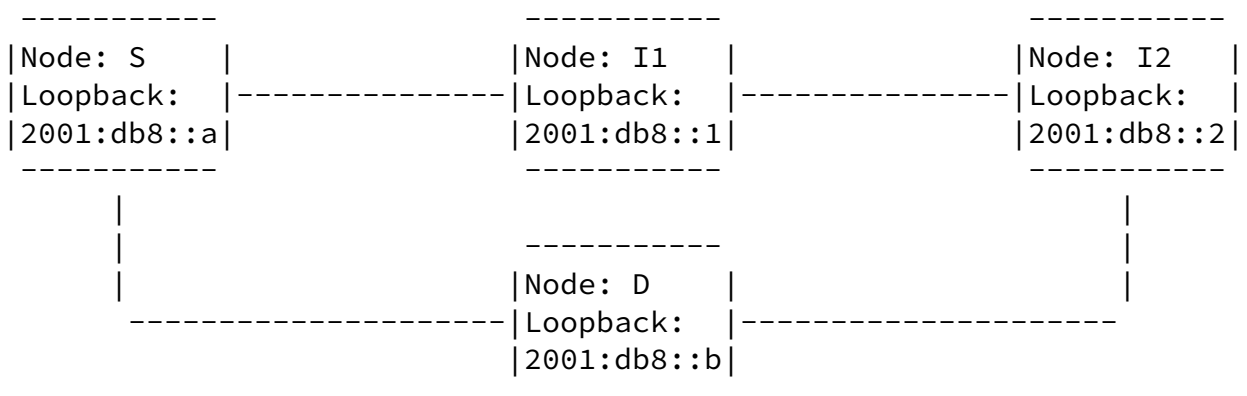 Node: S Node: I1 Node: I2
Loopback: Loopback: Loopback:
2001:db8::a 2001:db8::1 2001:db8::2
Node: D
Loopback:
2001:db8::b